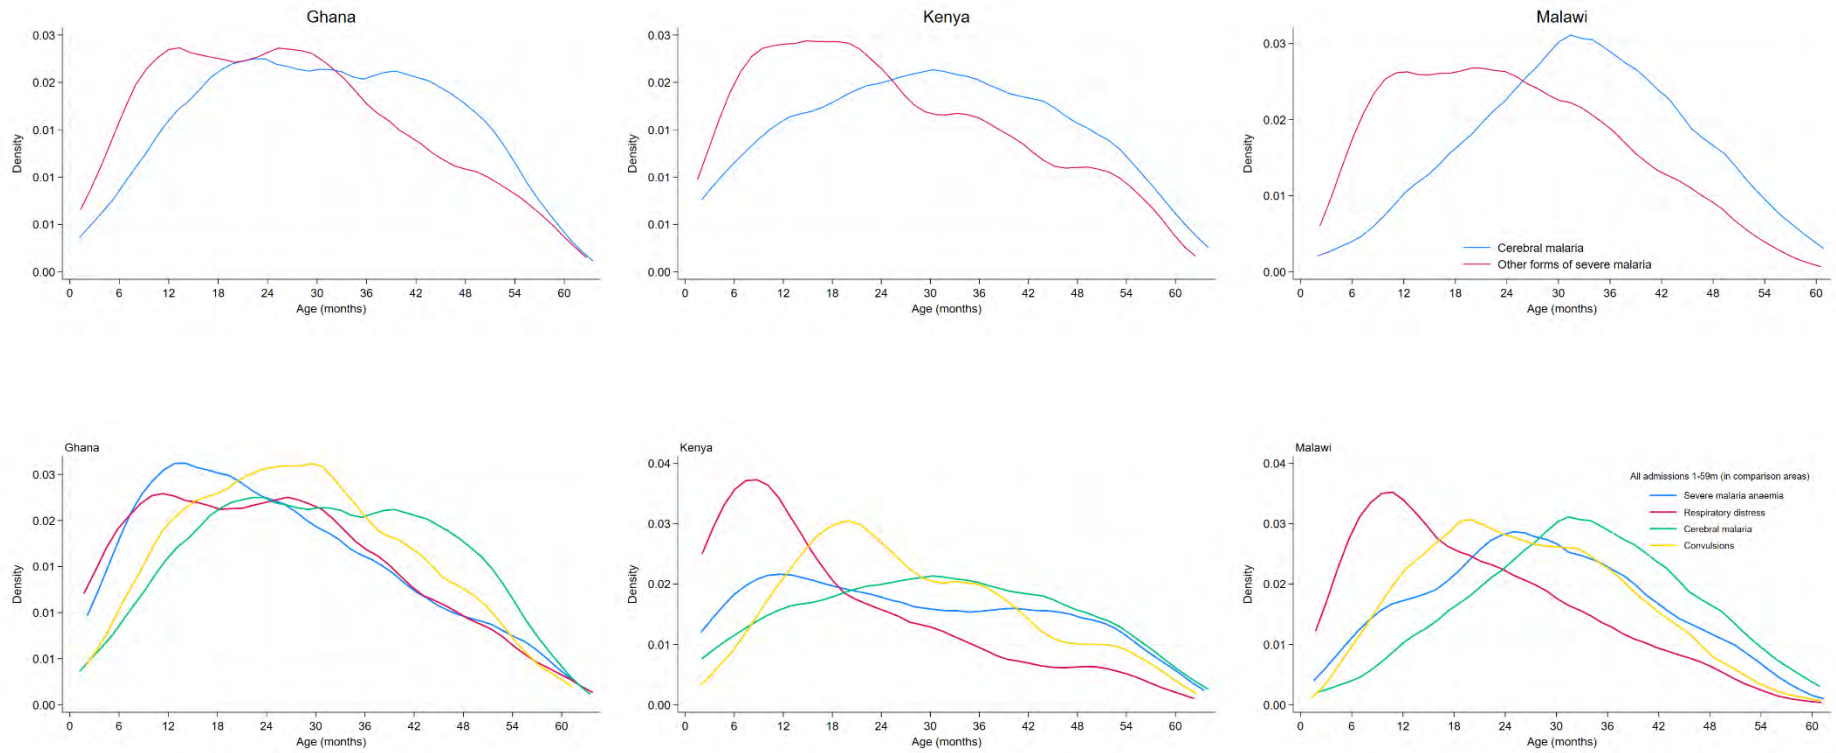 Ghana
0.03
0.02
0.01
0.01
0.01
0.00
Density
0 6 12 18 24 30 36 42 48 54 60
Age (months)
Kenya
0.03
0.02
0.01
0.01
0.01
0.00
Density
0 6 12 18 24 30 36 42 48 54 60
Age (months)
Malawi
0.03
0.02
0.01
0.00
Density
Cerebral malaria
Other forms of severe malaria
0 6 12 18 24 30 36 42 48 54 60
Age (months)
Ghana
0.03
0.02
0.01
0.01
0.01
0.00
Density
0 6 12 18 24 30 36 42 48 54 60
Age (months)
Kenya
0.04
0.03
0.02
0.01
0.00
Density
0 6 12 18 24 30 36 42 48 54 60
Age (months)
Malawi
0.04
0.03
0.02
0.01
0.00
Density
All admissions 1-59m (in comparison areas)
Severe malaria anaemia
Respiratory distress
Cerebral malaria
Convulsions
0 6 12 18 24 30 36 42 48 54 60
Age (months)